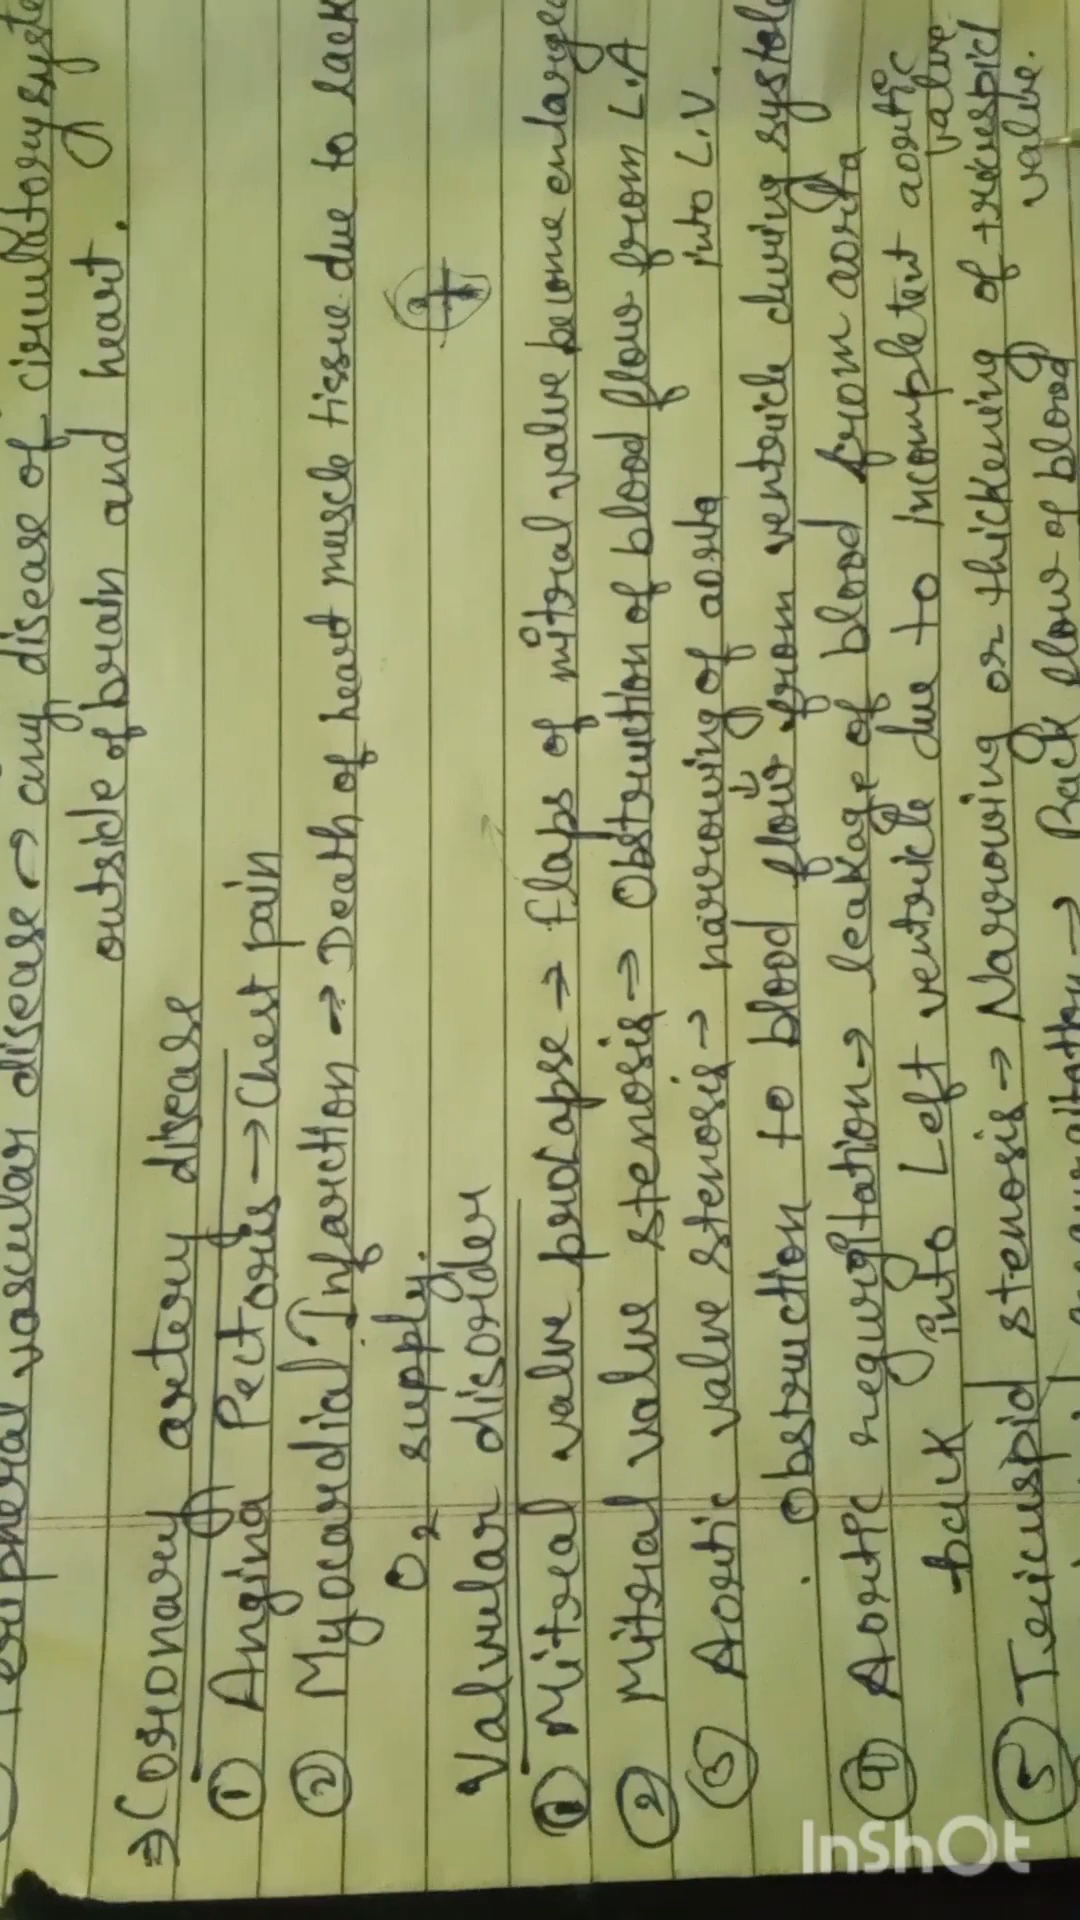 Peripheral vascular disease → any disease of circulatory syste
outside of brain and heart.
⇒ Coronary artery disease
① Angina Pectoris → Chest pain
② Myocardial Infarction → Death of heart muscle tissue due to lack
O2 supply.
Valvular disorder
① Mitral valve prolapse → flaps of mitral valve become enlarge
② Mitral valve stenosis → Obstruction of blood flow from L.A
into L.V.
③ Aortic valve stenosis → narrowing of aorta
↓
Obstruction to blood flow from ventricle during systole
④ Aortic regurgitation → leakage of blood from aorta
back into Left ventricle due to incompletent aortic
valve
⑤ Tricuspid stenosis → Narrowing or thickening of tricuspid
valve.
→ Back flow of blood
InShOt